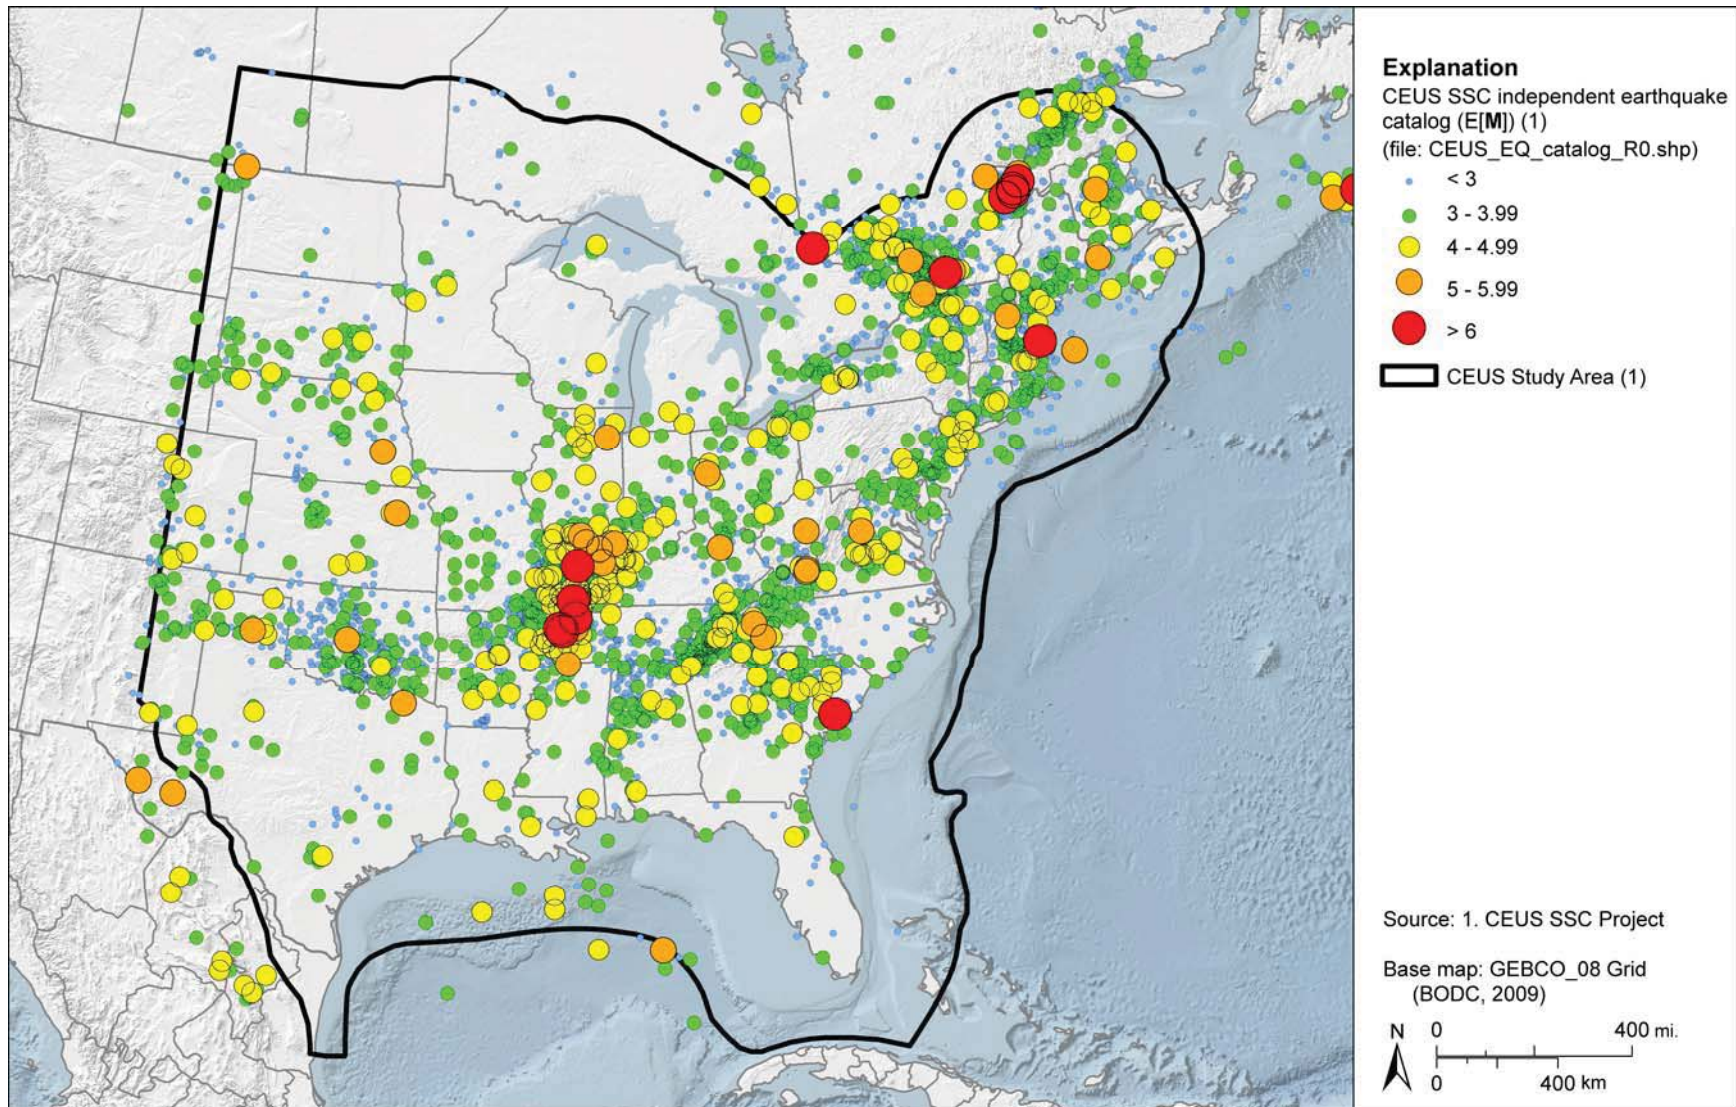 Explanation
CEUS SSC independent earthquake
catalog (E[M]) (1)
(file: CEUS_EQ_catalog_R0.shp)
< 3
3 - 3.99
4 - 4.99
5 - 5.99
> 6
CEUS Study Area (1)
Source: 1. CEUS SSC Project
Base map: GEBCO_08 Grid
(BODC, 2009)
N
0 400 mi.
0 400 km